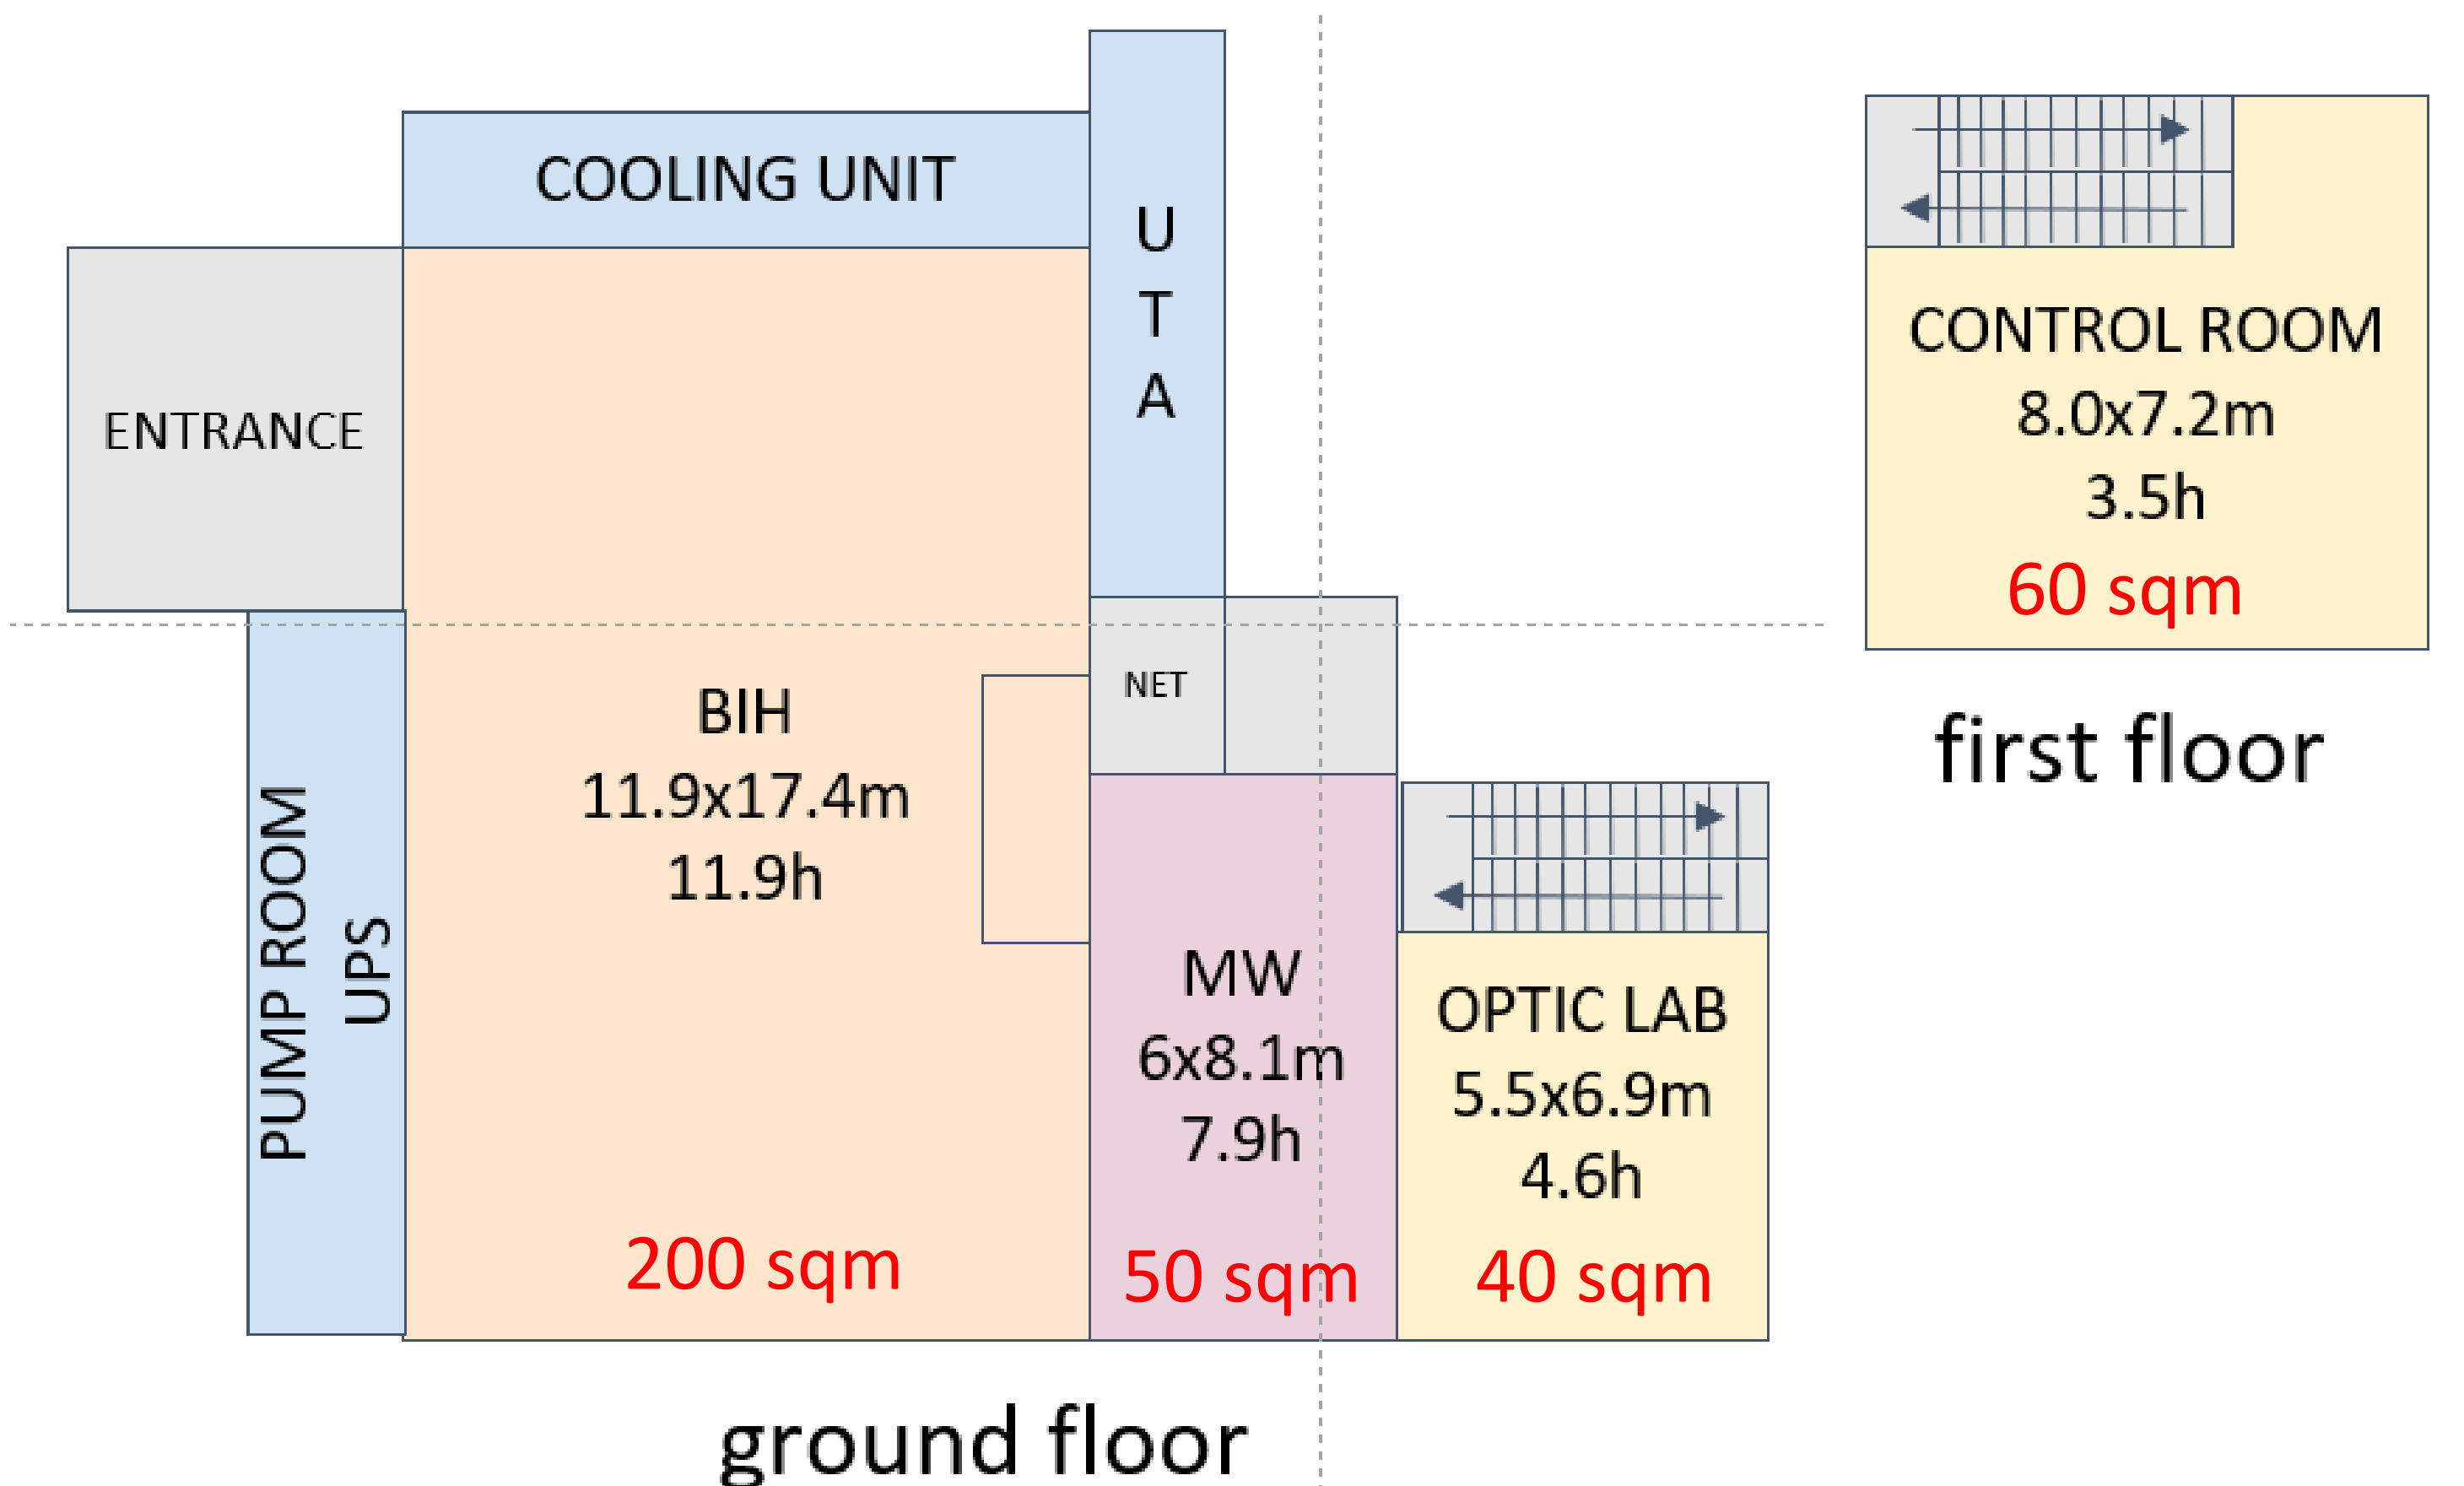 COOLING UNIT
U
T
A
ENTRANCE
CONTROL ROOM
8.0x7.2m
3.5h
60 sqm
first floor
NET
BIH
11.9x17.4m
11.9h
200 sqm
PUMP ROOM
UPS
MW
6x8.1m
7.9h
50 sqm
OPTIC LAB
5.5x6.9m
4.6h
40 sqm
ground floor